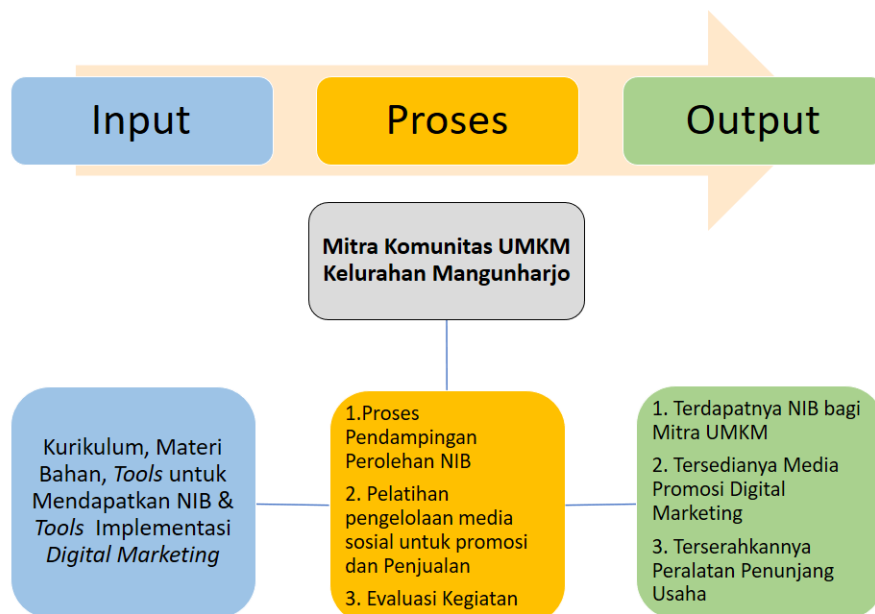 Input
Proses
Output
Mitra Komunitas UMKM
Kelurahan Mangunharjo
Kurikulum, Materi
Bahan, Tools untuk
Mendapatkan NIB &
Tools Implementasi
Digital Marketing
1.Proses
Pendampingan
Perolehan NIB
2. Pelatihan
pengelolaan media
sosial untuk promosi
dan Penjualan
3. Evaluasi Kegiatan
1. Terdapatnya NIB bagi
Mitra UMKM
2. Tersedianya Media
Promosi Digital
Marketing
3. Terserahkannya
Peralatan Penunjang
Usaha